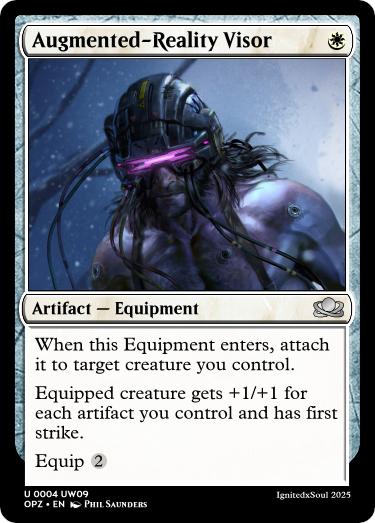 Augmented-Reality Visor
Artifact — Equipment
When this Equipment enters, attach
it to target creature you control.
Equipped creature gets +1/+1 for
each artifact you control and has first
strike.
Equip 2
U 0004 UW09
OPZ • EN Phil Saunders
IgnitedxSoul 2025